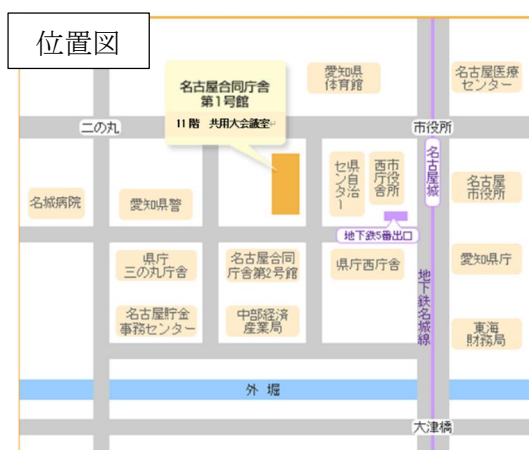 位置図
名古屋合同庁舎
第1号館
11階 共用大会議室
愛知県
体育館
名古屋医療
センター
二の丸
市役所
名城病院
愛知県警
県自治
センター
西庁舎
市役所
名古屋城
名古屋
市役所
地下鉄5番出口
県庁
三の丸庁舎
名古屋合同
庁舎第2号館
県庁西庁舎
愛知県庁
名古屋貯金
事務センター
中部経済
産業局
地下鉄名城線
東海
財務局
外堀
大津橋